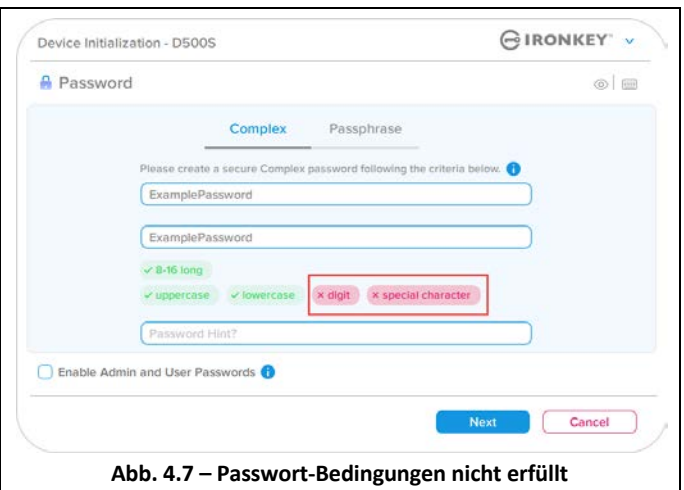 Device Initialization - D500S IRONKEY
Password
Complex Passphrase
Please create a secure Complex password following the criteria below.
ExamplePassword
ExamplePassword
✓ 8-16 long
✓ uppercase ✓ lowercase × digit × special character
Password Hint?
Enable Admin and User Passwords
Next Cancel
Abb. 4.7 – Passwort-Bedingungen nicht erfüllt